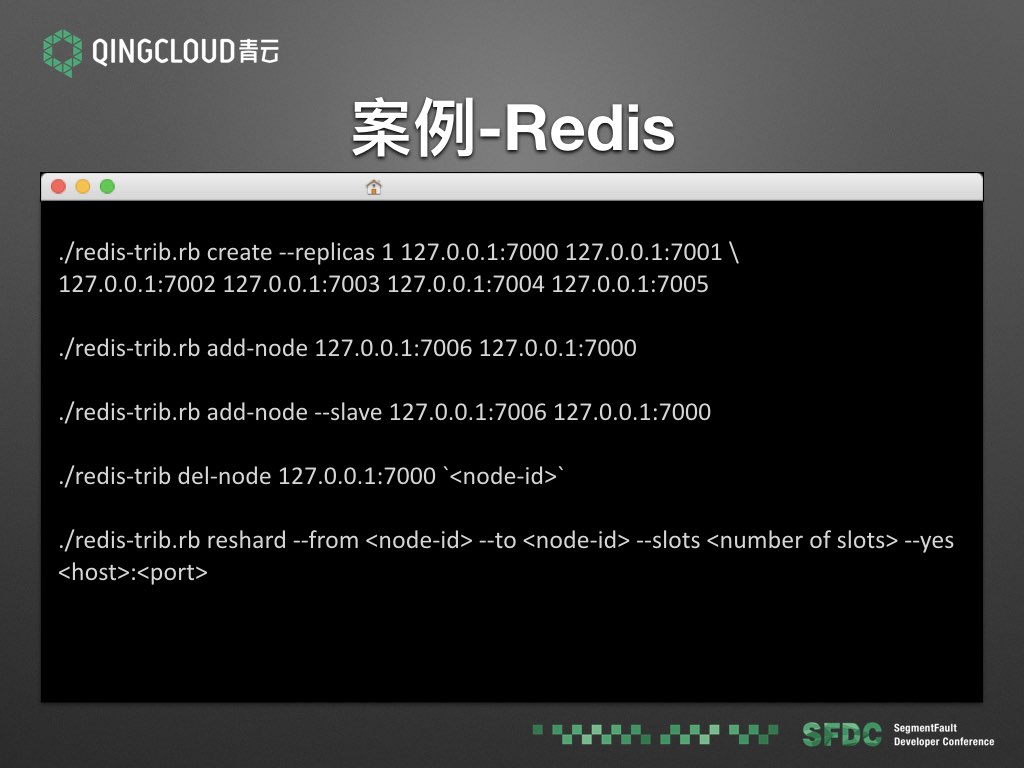 QINGCLOUD青云
案例-Redis
./redis-trib.rb create --replicas 1 127.0.0.1:7000 127.0.0.1:7001 \
127.0.0.1:7002 127.0.0.1:7003 127.0.0.1:7004 127.0.0.1:7005
./redis-trib.rb add-node 127.0.0.1:7006 127.0.0.1:7000
./redis-trib.rb add-node --slave 127.0.0.1:7006 127.0.0.1:7000
./redis-trib del-node 127.0.0.1:7000 `<node-id>`
./redis-trib.rb reshard --from <node-id> --to <node-id> --slots <number of slots> --yes
<host>:<port>
SFDC
SegmentFault
Developer Conference